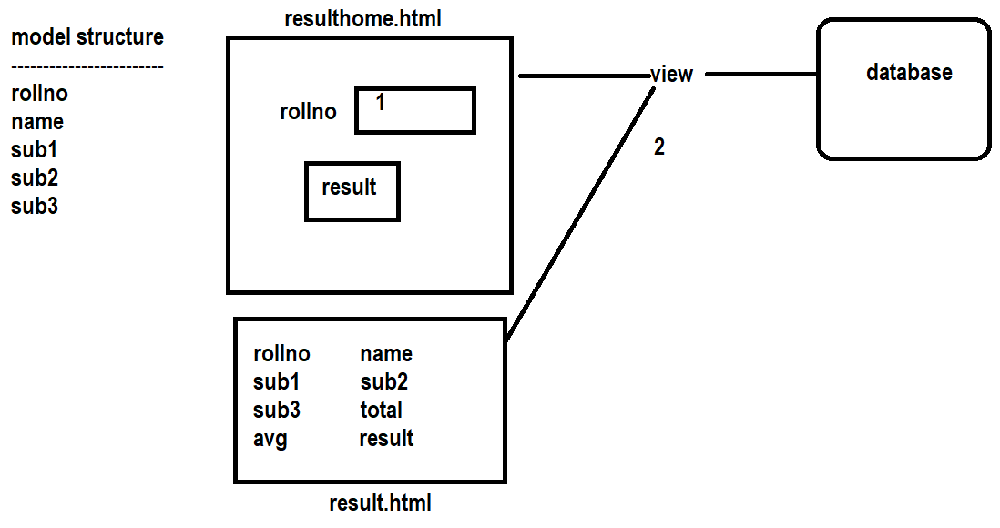 model structure
------------------------
rollno
name
sub1
sub2
sub3
resulthome.html
rollno 1
result
view
2
database
rollno name
sub1 sub2
sub3 total
avg result
result.html